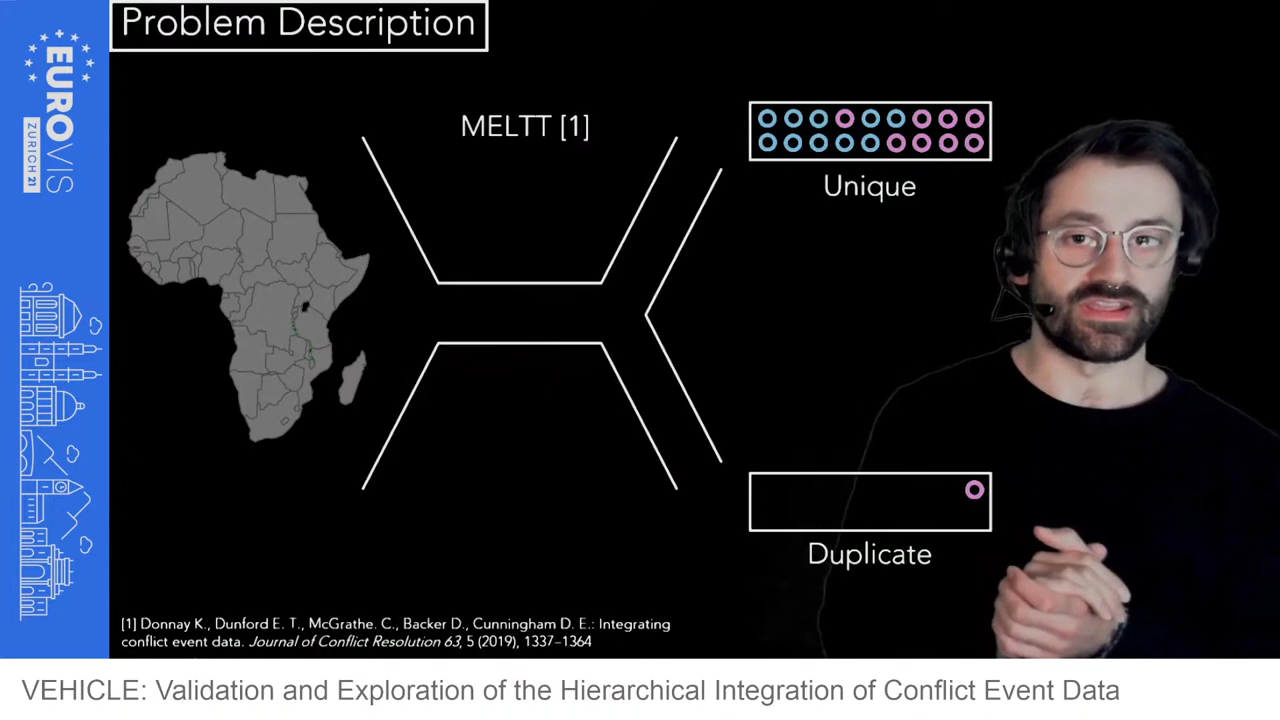 Problem Description
EUROVIS
ZURICH 21
MELTT [1]
Unique
Duplicate
[1] Donnay K., Dunford E. T., McGrathe. C., Backer D., Cunningham D. E.: Integrating
conflict event data. Journal of Conflict Resolution 63, 5 (2019), 1337–1364
VEHICLE: Validation and Exploration of the Hierarchical Integration of Conflict Event Data